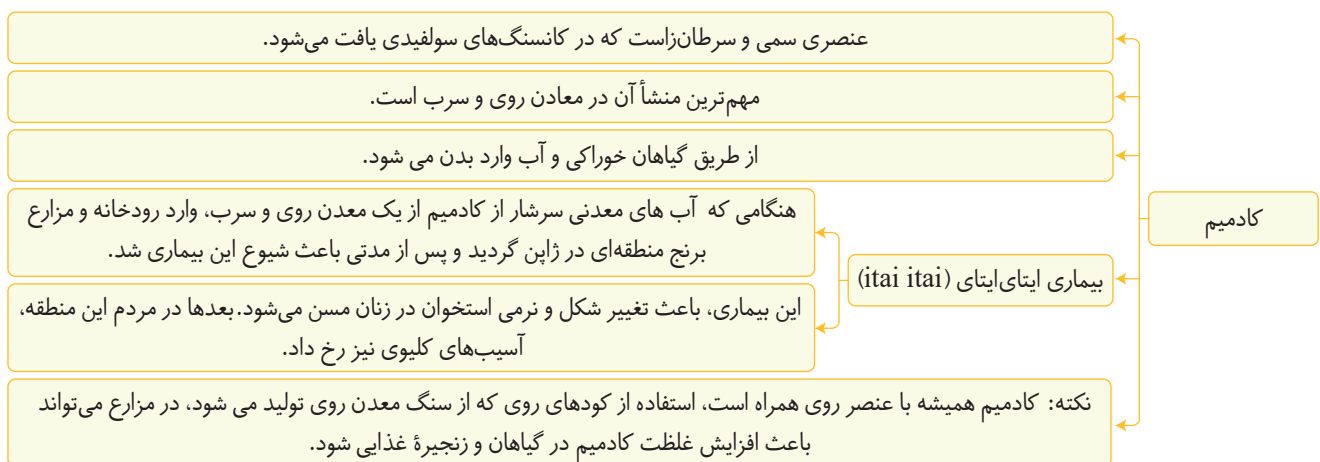 کادمیم
عنصری سمی و سرطان‌زاست که در کانسنگ‌های سولفیدی یافت می‌شود.
مهم‌ترین منشأ آن در معادن روی و سرب است.
از طریق گیاهان خوراکی و آب وارد بدن می شود.
بیماری ایتای‌ایتای (itai itai)
هنگامی که آب های معدنی سرشار از کادمیم از یک معدن روی و سرب، وارد رودخانه و مزارع
برنج منطقه‌ای در ژاپن گردید و پس از مدتی باعث شیوع این بیماری شد.
این بیماری، باعث تغییر شکل و نرمی استخوان در زنان مسن می‌شود.بعدها در مردم این منطقه،
آسیب‌های کلیوی نیز رخ داد.
نکته: کادمیم همیشه با عنصر روی همراه است، استفاده از کودهای روی که از سنگ معدن روی تولید می شود، در مزارع می‌تواند
باعث افزایش غلظت کادمیم در گیاهان و زنجیرهٔ غذایی شود.